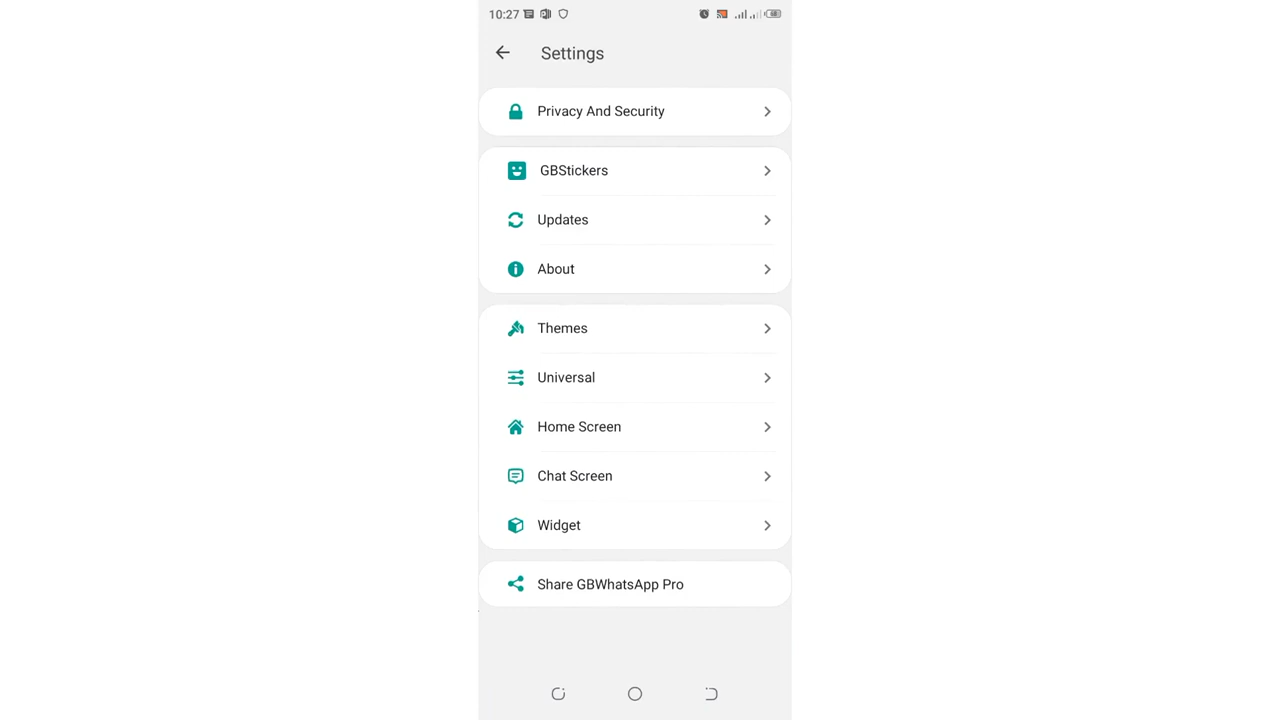 10:27
Settings
Privacy And Security
GBStickers
Updates
About
Themes
Universal
Home Screen
Chat Screen
Widget
Share GBWhatsApp Pro